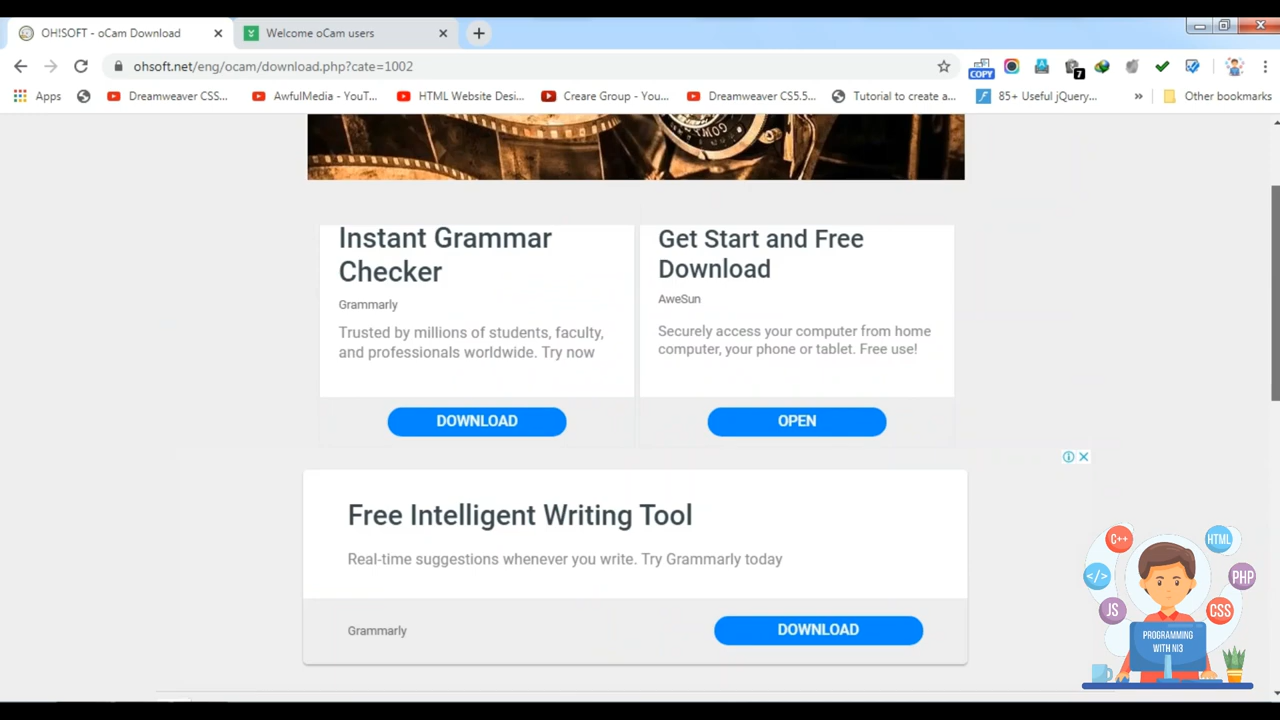 OH!SOFT - oCam Download
Welcome oCam users
ohsoft.net/eng/ocam/download.php?cate=1002
COPY
7
Apps
Dreamweaver CSS...
AwfulMedia - YouT...
HTML Website Desi...
Creare Group - You...
Dreamweaver CS5.5...
Tutorial to create a...
85+ Useful jQuery...
»
Other bookmarks
Instant Grammar
Checker
Grammarly
Trusted by millions of students, faculty,
and professionals worldwide. Try now
DOWNLOAD
Get Start and Free
Download
AweSun
Securely access your computer from home
computer, your phone or tablet. Free use!
OPEN
Free Intelligent Writing Tool
Real-time suggestions whenever you write. Try Grammarly today
Grammarly
DOWNLOAD
C++
HTML
</>
PHP
JS
CSS
PROGRAMMING
WITH NI3